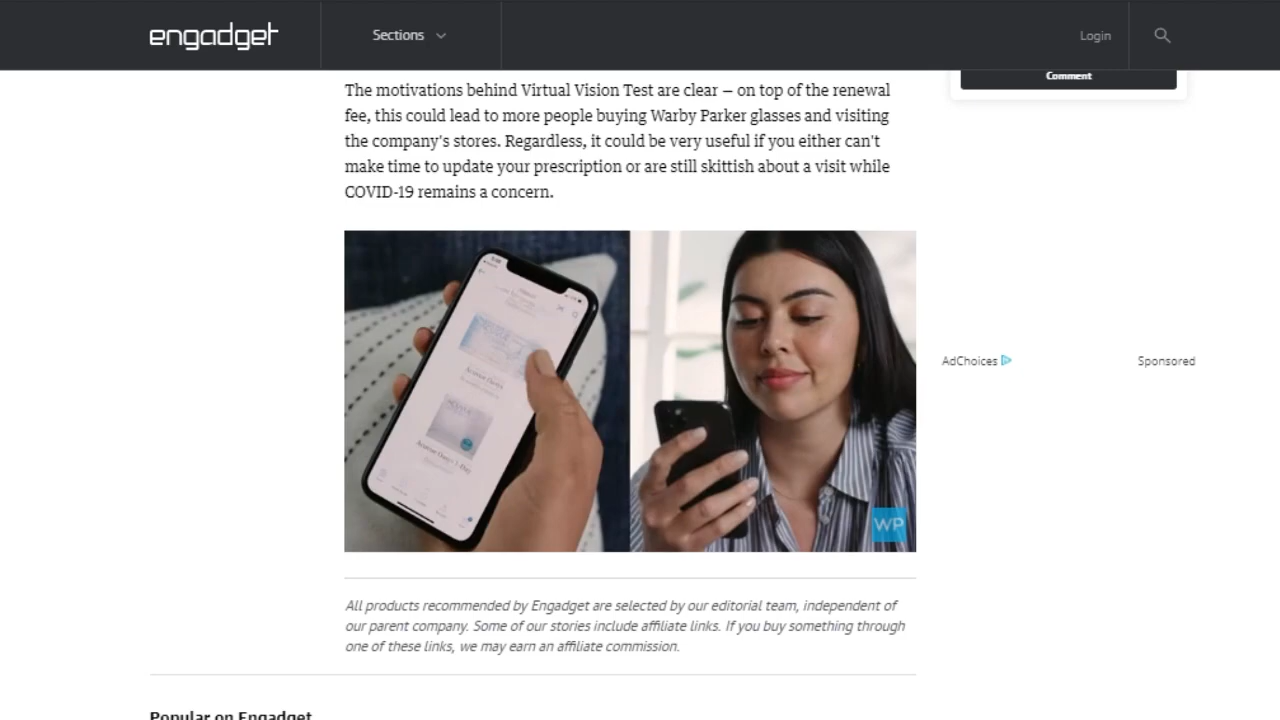 engadget
Sections
Login
Comment
The motivations behind Virtual Vision Test are clear – on top of the renewal
fee, this could lead to more people buying Warby Parker glasses and visiting
the company's stores. Regardless, it could be very useful if you either can't
make time to update your prescription or are still skittish about a visit while
COVID-19 remains a concern.
WP
AdChoices
Sponsored
All products recommended by Engadget are selected by our editorial team, independent of
our parent company. Some of our stories include affiliate links. If you buy something through
one of these links, we may earn an affiliate commission.
Popular on Engadget